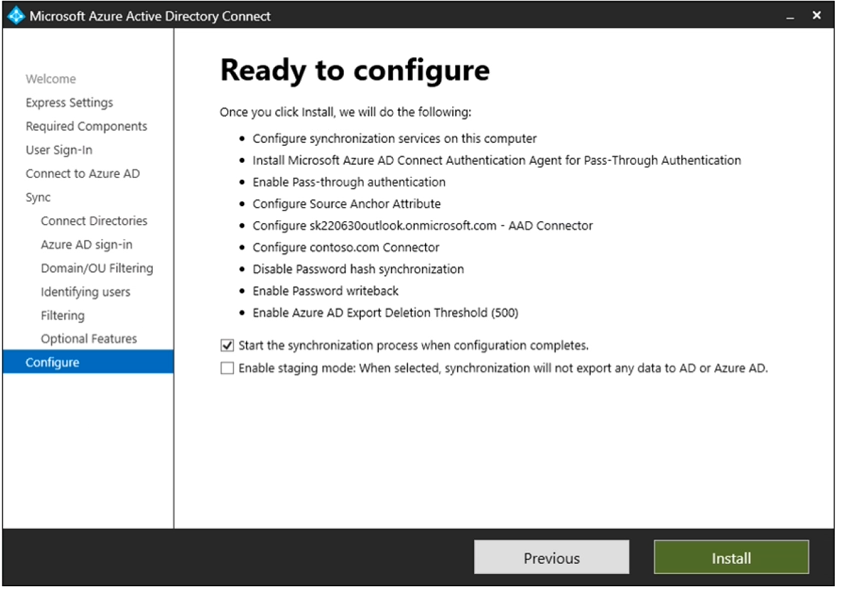 Microsoft Azure Active Directory Connect
Welcome
Express Settings
Required Components
User Sign-In
Connect to Azure AD
Sync
Connect Directories
Azure AD sign-in
Domain/OU Filtering
Identifying users
Filtering
Optional Features
Configure
Ready to configure
Once you click Install, we will do the following:
• Configure synchronization services on this computer
• Install Microsoft Azure AD Connect Authentication Agent for Pass-Through Authentication
• Enable Pass-through authentication
• Configure Source Anchor Attribute
• Configure sk220630outlook.onmicrosoft.com - AAD Connector
• Configure contoso.com Connector
• Disable Password hash synchronization
• Enable Password writeback
• Enable Azure AD Export Deletion Threshold (500)
Start the synchronization process when configuration completes.
Enable staging mode: When selected, synchronization will not export any data to AD or Azure AD.
Previous
Install